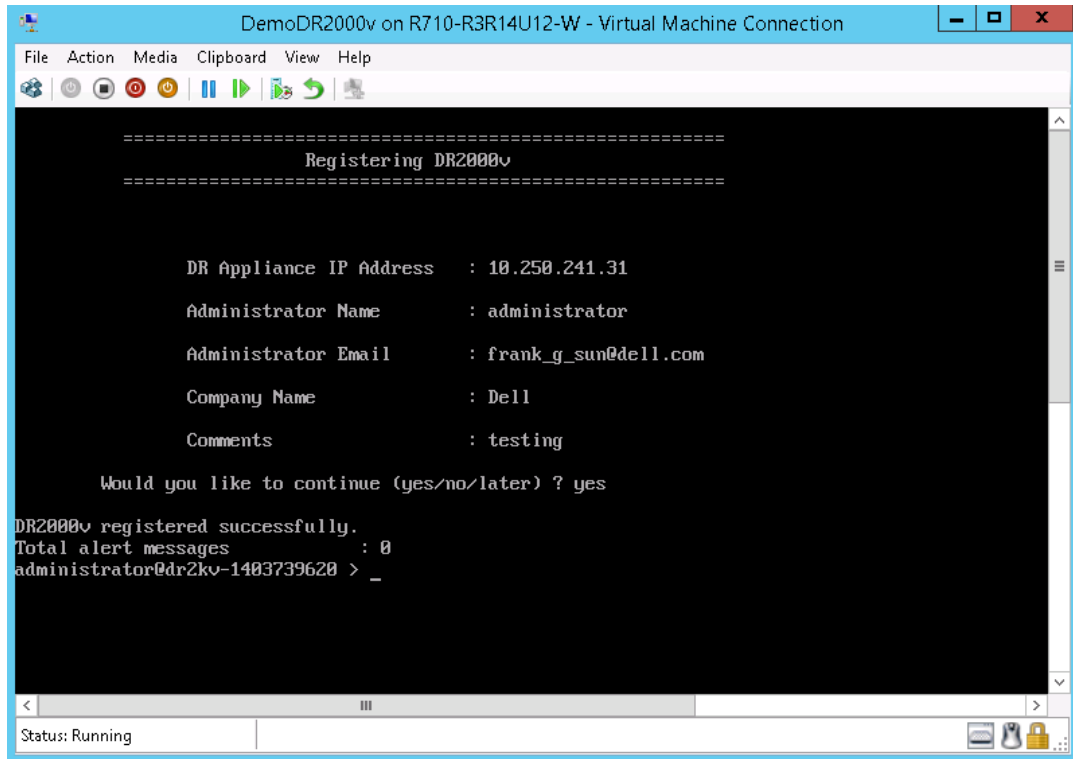 DemoDR2000v on R710-R3R14U12-W - Virtual Machine Connection
File Action Media Clipboard View Help
========================================================
Registering DR2000v
========================================================
DR Appliance IP Address : 10.250.241.31
Administrator Name : administrator
Administrator Email : frank_g_sun@dell.com
Company Name : Dell
Comments : testing
Would you like to continue (yes/no/later) ? yes
DR2000v registered successfully.
Total alert messages : 0
administrator@dr2kv-1403739620 > _
Status: Running